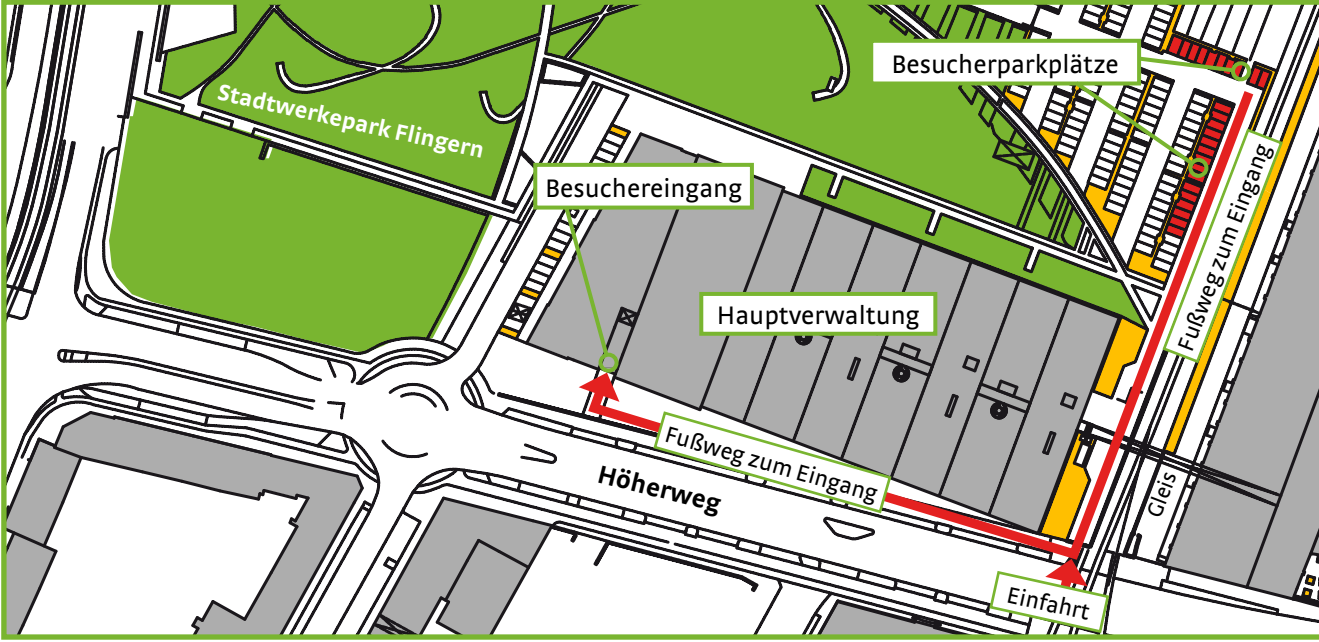 Besucherparkplätze
Stadtwerkepark Flingern
Besuchereingang
Fußweg zum Eingang
Hauptverwaltung
Fußweg zum Eingang
Höherweg
Gleis
Einfahrt